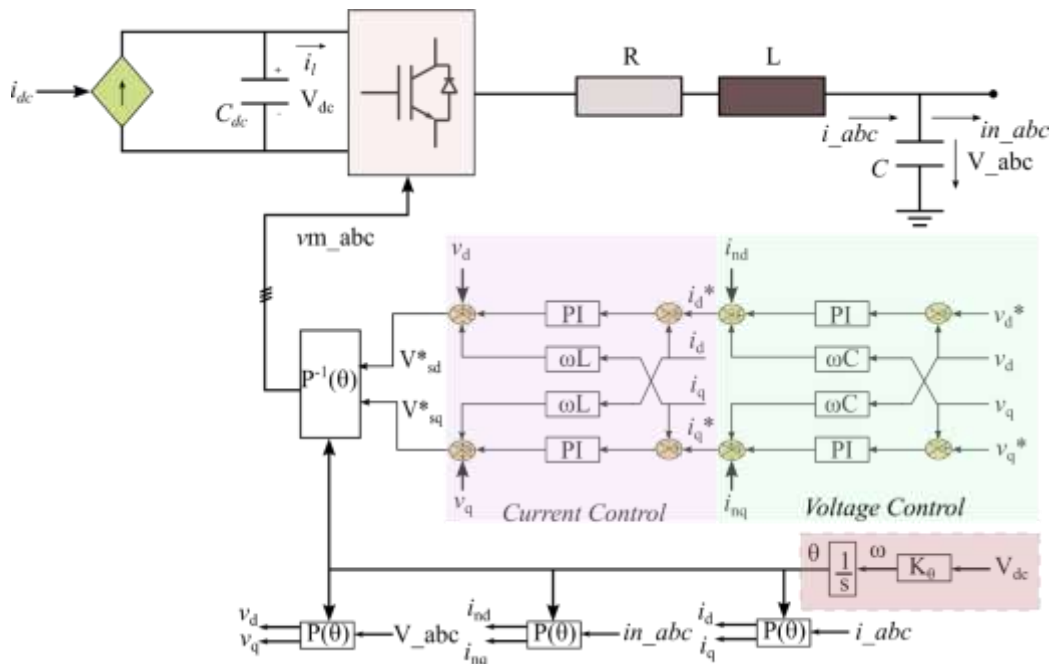 R L
i_dc
C_dc
+
i_l
V_dc
-
i_abc in_abc
C V_abc
vm_abc
v_d i_nd
PI i_d* PI v_d*
V*_sd ωL i_d ωC v_d
P⁻¹(θ)
V*_sq ωL i_q ωC v_q
PI i_q* PI v_q*
v_q Current Control i_nq Voltage Control
θ 1/s ω K_θ V_dc
v_d v_q P(θ) V_abc
i_nd i_nq P(θ) in_abc
i_d i_q P(θ) i_abc